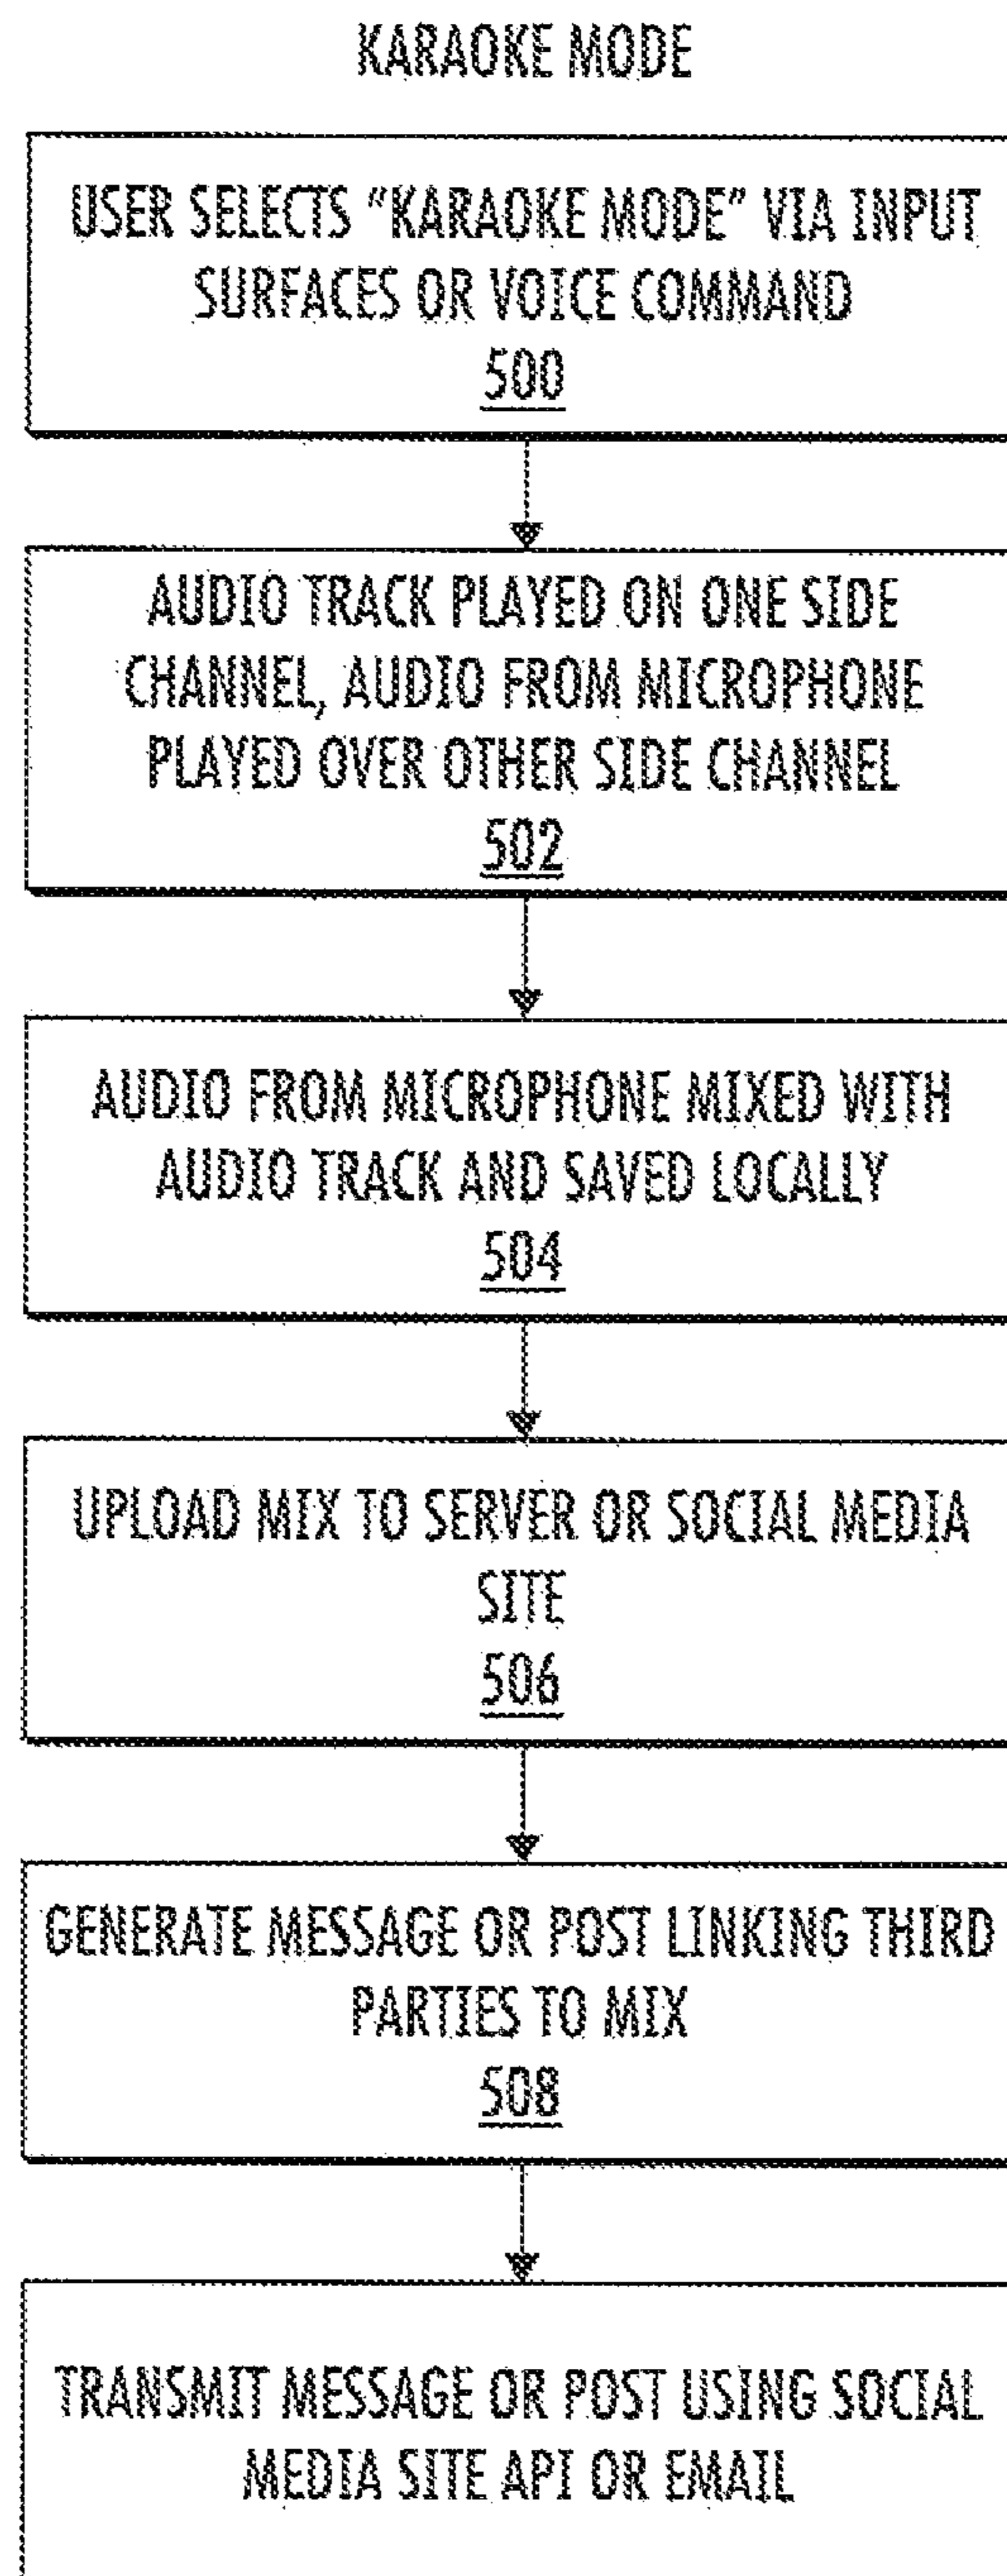 KARAOKE MODE
USER SELECTS "KARAOKE MODE" VIA INPUT
SURFACES OR VOICE COMMAND
500
AUDIO TRACK PLAYED ON ONE SIDE
CHANNEL, AUDIO FROM MICROPHONE
PLAYED OVER OTHER SIDE CHANNEL
502
AUDIO FROM MICROPHONE MIXED WITH
AUDIO TRACK AND SAVED LOCALLY
504
UPLOAD MIX TO SERVER OR SOCIAL MEDIA
SITE
506
GENERATE MESSAGE OR POST LINKING THIRD
PARTIES TO MIX
508
TRANSMIT MESSAGE OR POST USING SOCIAL
MEDIA SITE API OR EMAIL